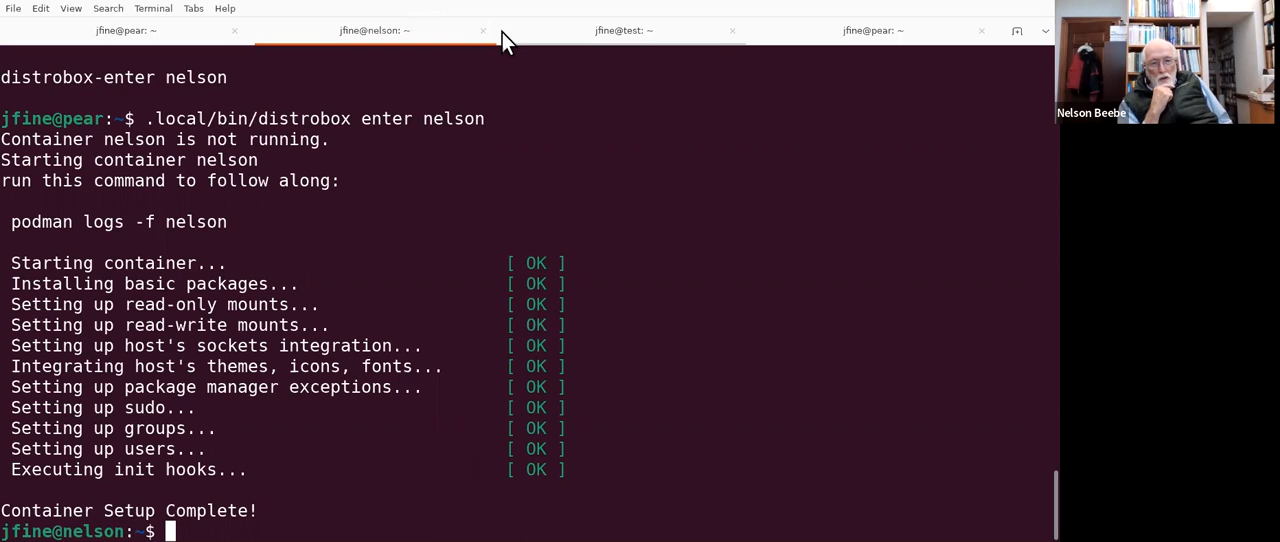 File Edit View Search Terminal Tabs Help
jfine@pear: ~ × jfine@nelson: ~ × jfine@test: ~ × jfine@pear: ~ ×
distrobox-enter nelson
jfine@pear:~$ .local/bin/distrobox enter nelson
Container nelson is not running.
Starting container nelson
run this command to follow along:
podman logs -f nelson
Starting container... [ OK ]
Installing basic packages... [ OK ]
Setting up read-only mounts... [ OK ]
Setting up read-write mounts... [ OK ]
Setting up host's sockets integration... [ OK ]
Integrating host's themes, icons, fonts... [ OK ]
Setting up package manager exceptions... [ OK ]
Setting up sudo... [ OK ]
Setting up groups... [ OK ]
Setting up users... [ OK ]
Executing init hooks... [ OK ]
Container Setup Complete!
jfine@nelson:~$
Nelson Beebe